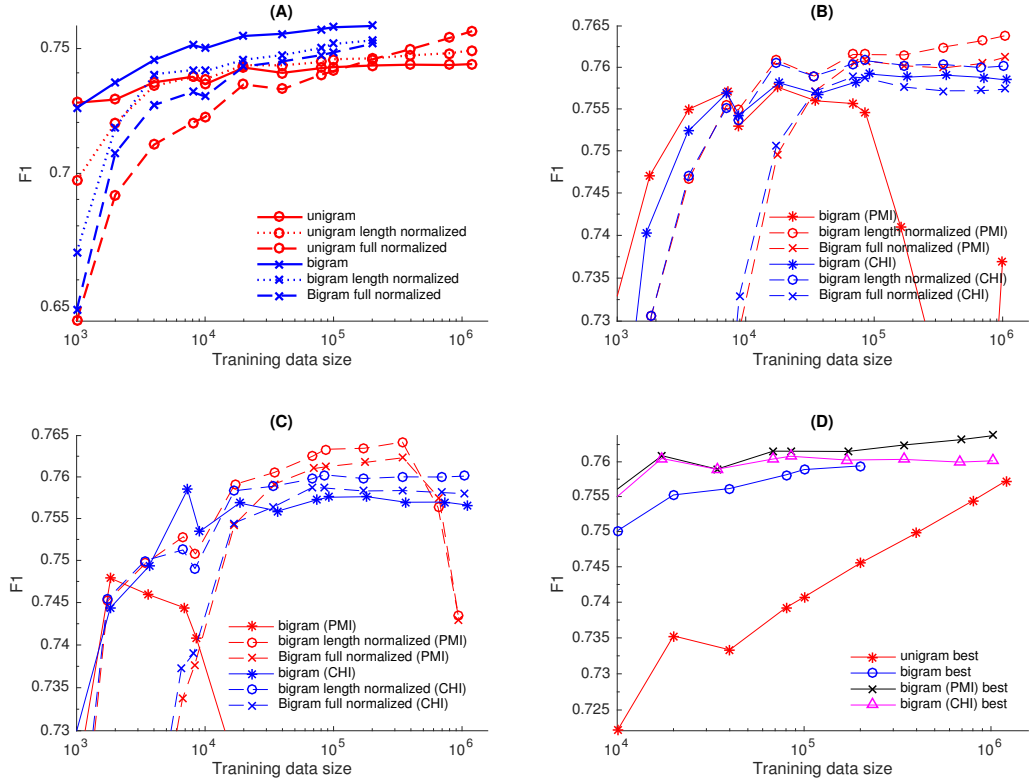 (A)
0.75
0.7
0.65
F1
10^3
10^4
10^5
10^6
Tranining data size
unigram
unigram length normalized
unigram full normalized
bigram
bigram length normalized
Bigram full normalized
(B)
0.765
0.76
0.755
0.75
0.745
0.74
0.735
0.73
F1
10^3
10^4
10^5
10^6
Tranining data size
bigram (PMI)
bigram length normalized (PMI)
Bigram full normalized (PMI)
bigram (CHI)
bigram length normalized (CHI)
Bigram full normalized (CHI)
(C)
0.765
0.76
0.755
0.75
0.745
0.74
0.735
0.73
F1
10^3
10^4
10^5
10^6
Tranining data size
bigram (PMI)
bigram length normalized (PMI)
Bigram full normalized (PMI)
bigram (CHI)
bigram length normalized (CHI)
Bigram full normalized (CHI)
(D)
0.76
0.755
0.75
0.745
0.74
0.735
0.73
0.725
F1
10^4
10^5
10^6
Tranining data size
unigram best
bigram best
bigram (PMI) best
bigram (CHI) best